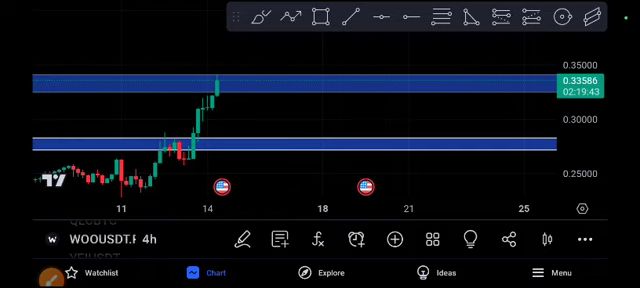 0.35000
0.33586
02:19:43
0.30000
0.25000
11 14 18 21 25
WOOUSDT.P 4h
Watchlist Chart Explore Ideas Menu